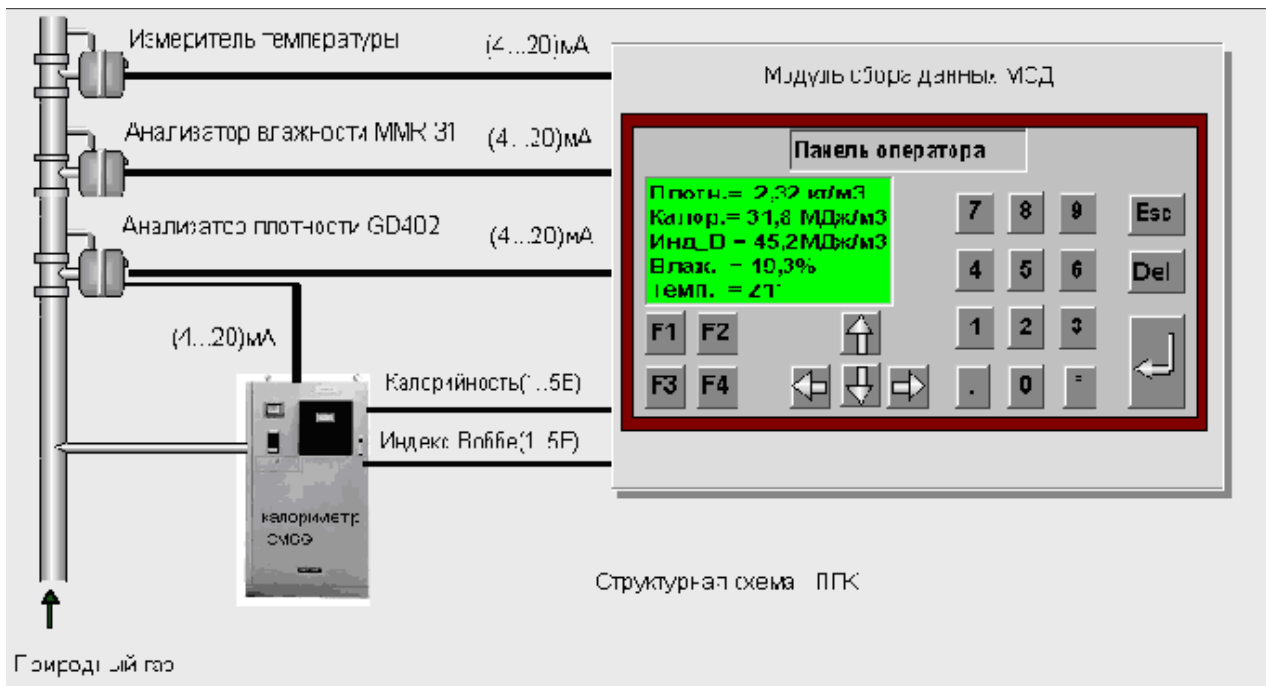 Измеритель температуры
(4...20)мА
Анализатор влажности MMR 31
(4...20)мА
Анализатор плотности GD402
(4...20)мА
(4...20)мА
Калорийность(1..5В)
Индекс Воббе(1..5В)
калориметр
Природный газ
Модуль сбора данных МСД
Панель оператора
Плотн.= 2,32 кг/м3
Калор.= 31,8 МДж/м3
Инд_D = 45,2МДж/м3
Влаж. = 19,3%
Темп. =
7 8 9 Esc
4 5 6 Del
1 2 3
. 0
F1 F2
F3 F4
Структурная схема ППК